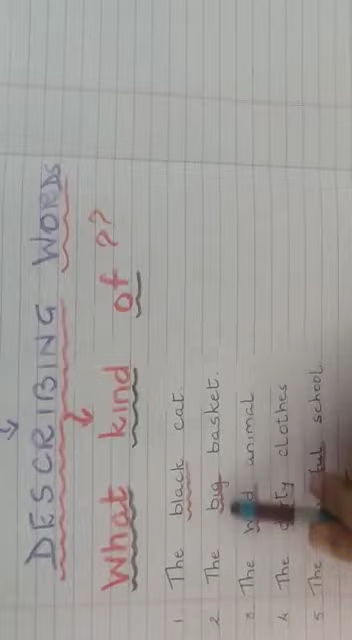 DESCRIBING WORDS
What kind of ??
1 The black cat.
2 The big basket.
3 The animal
4 The clothes
5 The school